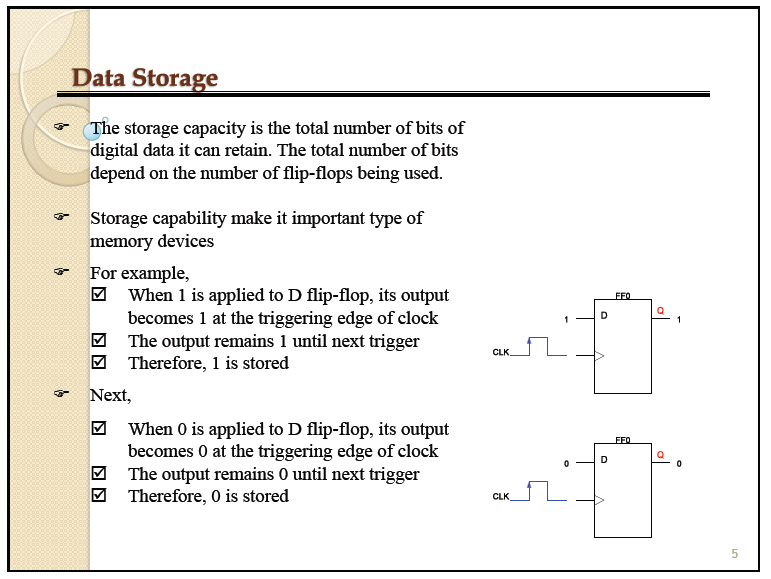 Data Storage
The storage capacity is the total number of bits of
digital data it can retain. The total number of bits
depend on the number of flip-flops being used.
Storage capability make it important type of
memory devices
For example,
When 1 is applied to D flip-flop, its output
becomes 1 at the triggering edge of clock
The output remains 1 until next trigger
Therefore, 1 is stored
Next,
When 0 is applied to D flip-flop, its output
becomes 0 at the triggering edge of clock
The output remains 0 until next trigger
Therefore, 0 is stored
FF0
1 D Q 1
CLK
FF0
0 D Q 0
CLK
5